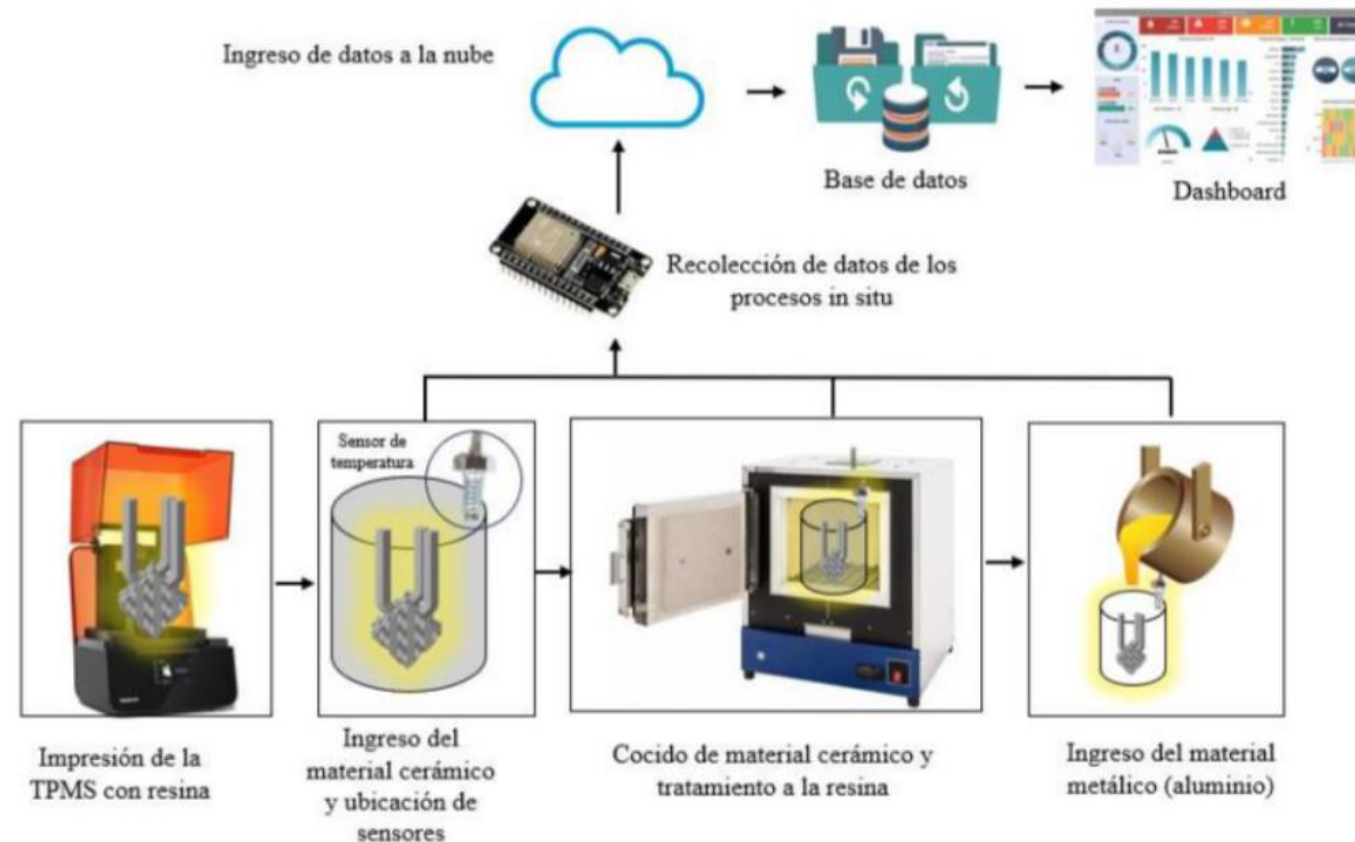 Ingreso de datos a la nube
Base de datos
Dashboard
Recolección de datos de los
procesos in situ
Sensor de
temperatura
Impresión de la
TPMS con resina
Ingreso del
material cerámico
y ubicación de
sensores
Cocido de material cerámico y
tratamiento a la resina
Ingreso del material
metálico (aluminio)